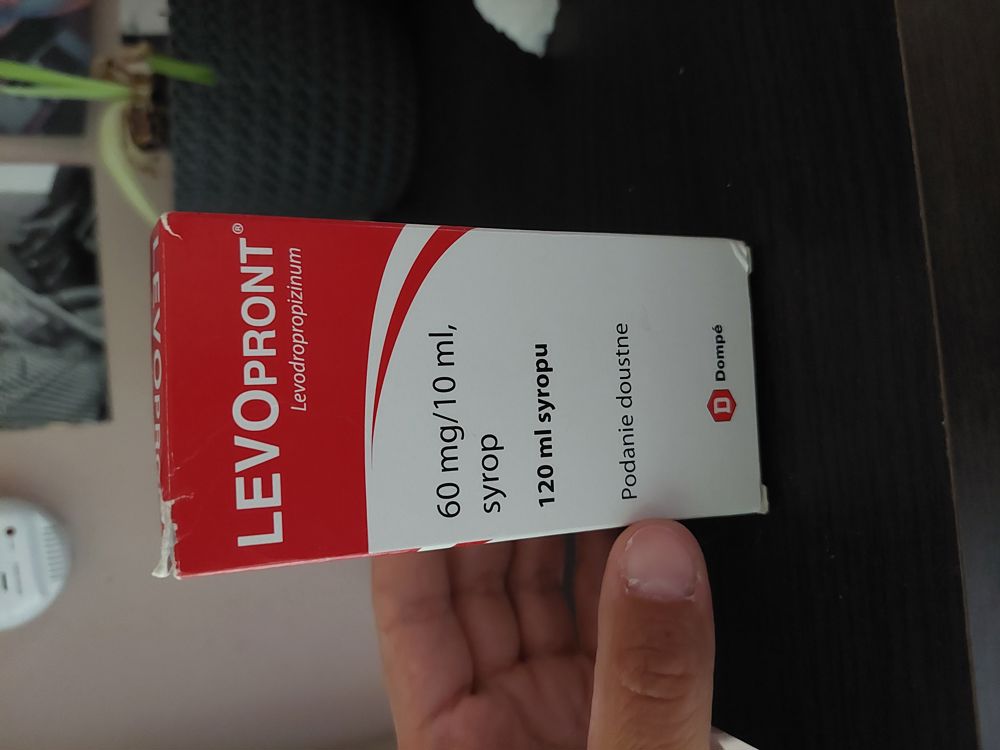 LEVOPRONT®
Levodropropizinum
60 mg/10 ml,
syrop
120 ml syropu
Podanie doustne
Dompé